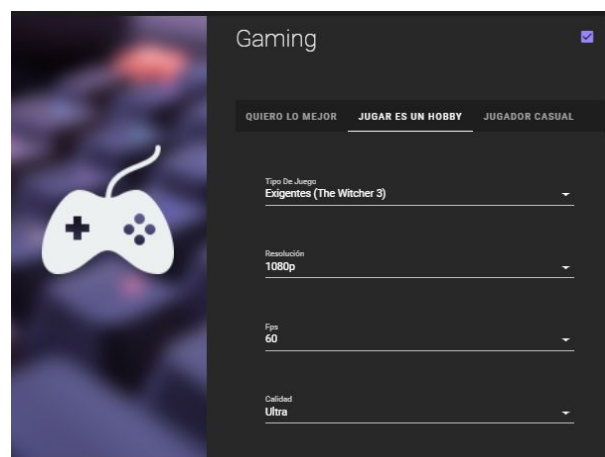 Gaming
QUIERO LO MEJOR JUGAR ES UN HOBBY JUGADOR CASUAL
Tipo De Juego
Exigentes (The Witcher 3)
Resolución
1080p
Fps
60
Calidad
Ultra